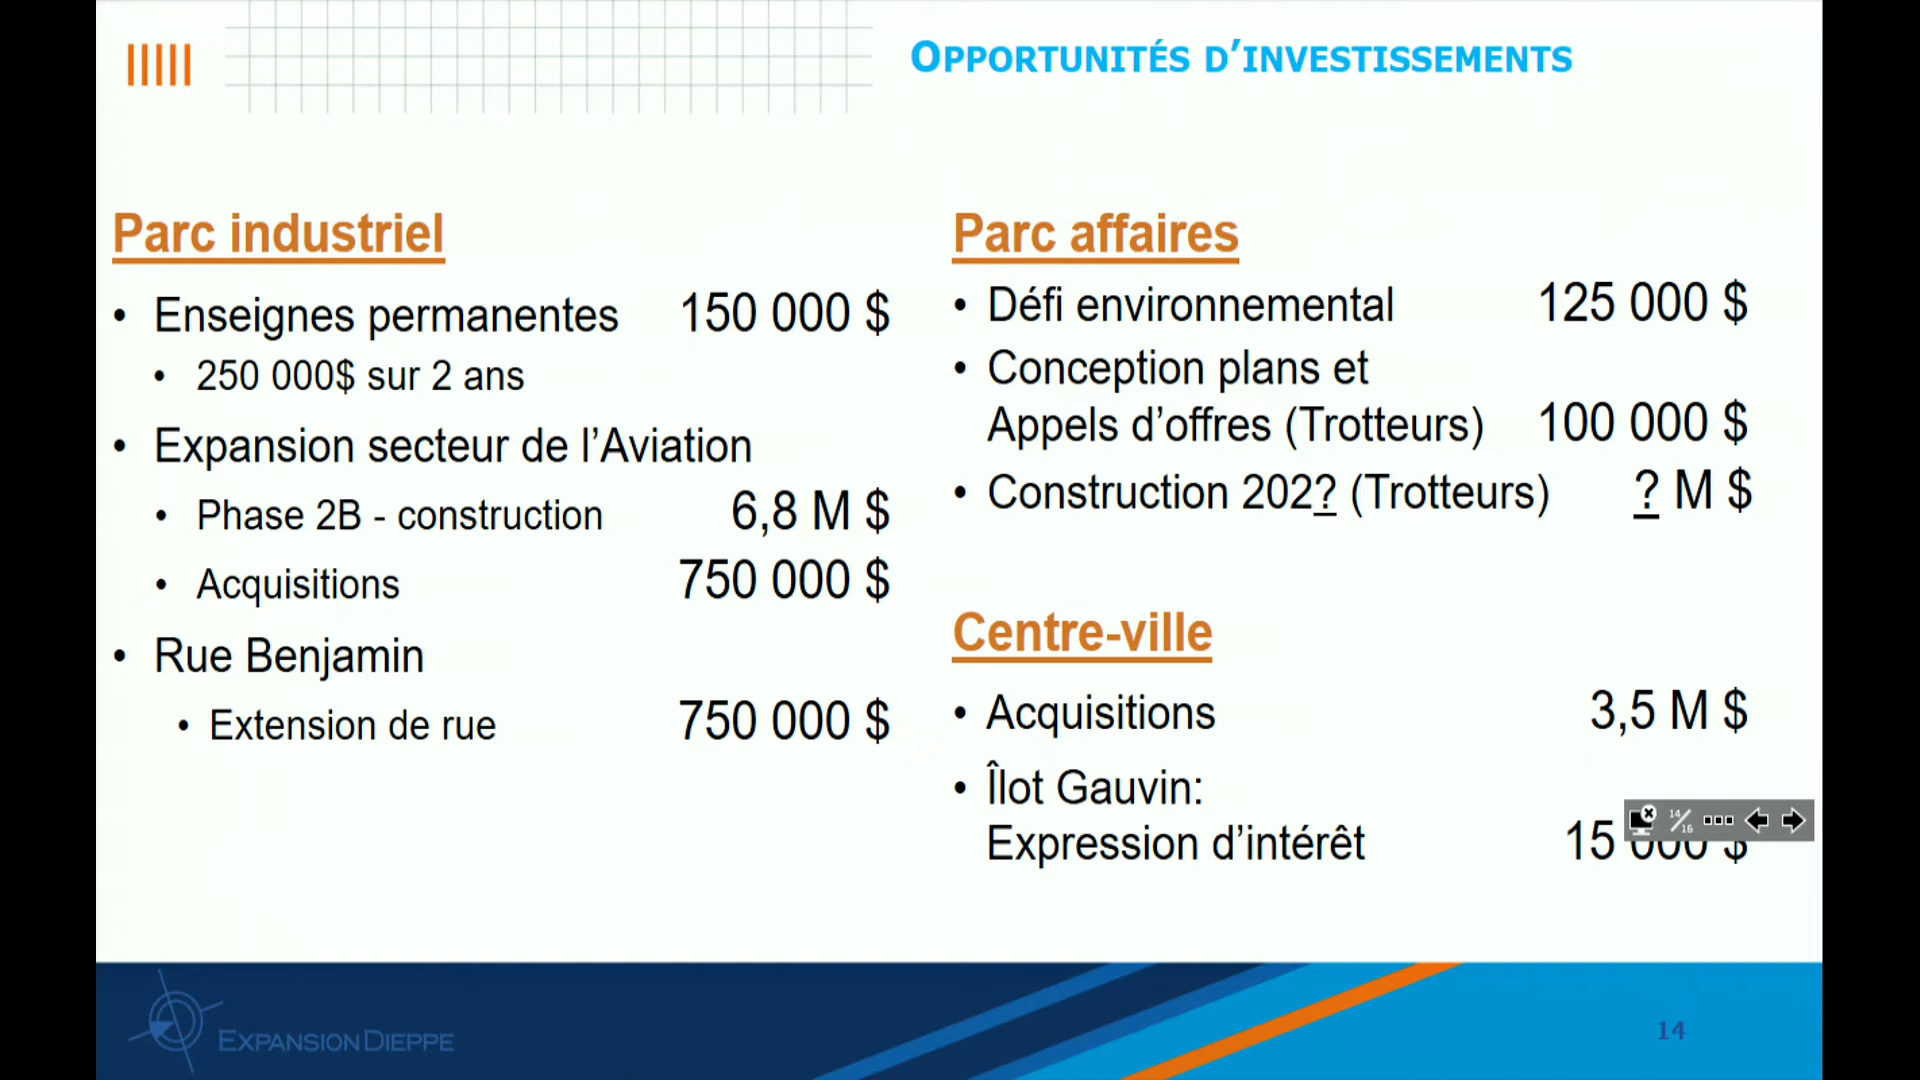 OPPORTUNITÉS D’INVESTISSEMENTS
Parc industriel
• Enseignes permanentes 150 000 $
• 250 000$ sur 2 ans
• Expansion secteur de l’Aviation
• Phase 2B - construction 6,8 M $
• Acquisitions 750 000 $
• Rue Benjamin
• Extension de rue 750 000 $
Parc affaires
• Défi environnemental 125 000 $
• Conception plans et
Appels d’offres (Trotteurs) 100 000 $
• Construction 202? (Trotteurs) ? M $
Centre-ville
• Acquisitions 3,5 M $
• Îlot Gauvin:
Expression d’intérêt 15 000 $
14/16
EXPANSION DIEPPE
14